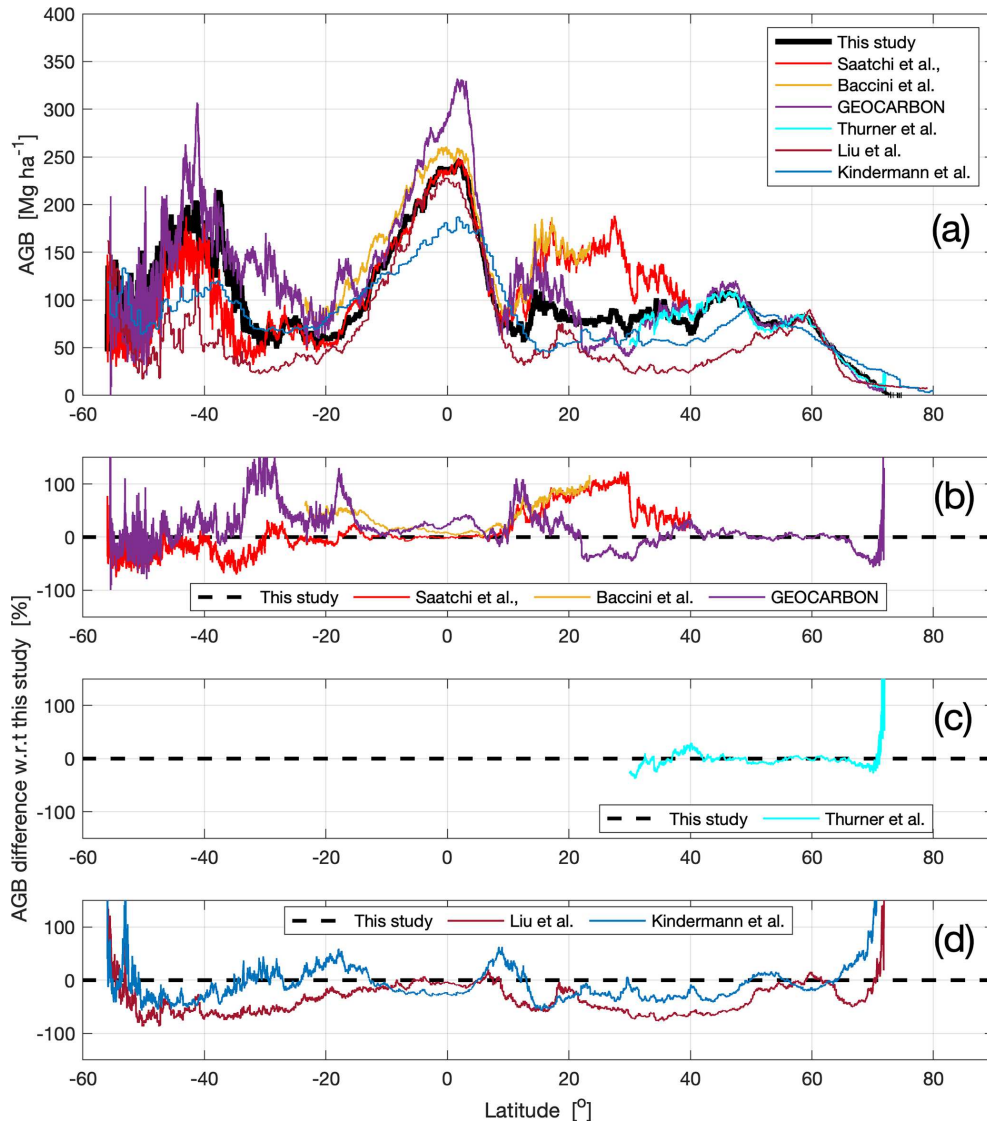 400
350
300
250
200
150
100
50
0
AGB [Mg ha⁻¹]
This study
Saatchi et al.,
Baccini et al.
GEOCARBON
Thurner et al.
Liu et al.
Kindermann et al.
(a)
-60 -40 -20 0 20 40 60 80
100
0
-100
(b)
This study Saatchi et al., Baccini et al. GEOCARBON
-60 -40 -20 0 20 40 60 80
AGB difference w.r.t this study [%]
100
0
-100
(c)
This study Thurner et al.
-60 -40 -20 0 20 40 60 80
100
0
-100
This study Liu et al. Kindermann et al.
(d)
-60 -40 -20 0 20 40 60 80
Latitude [º]